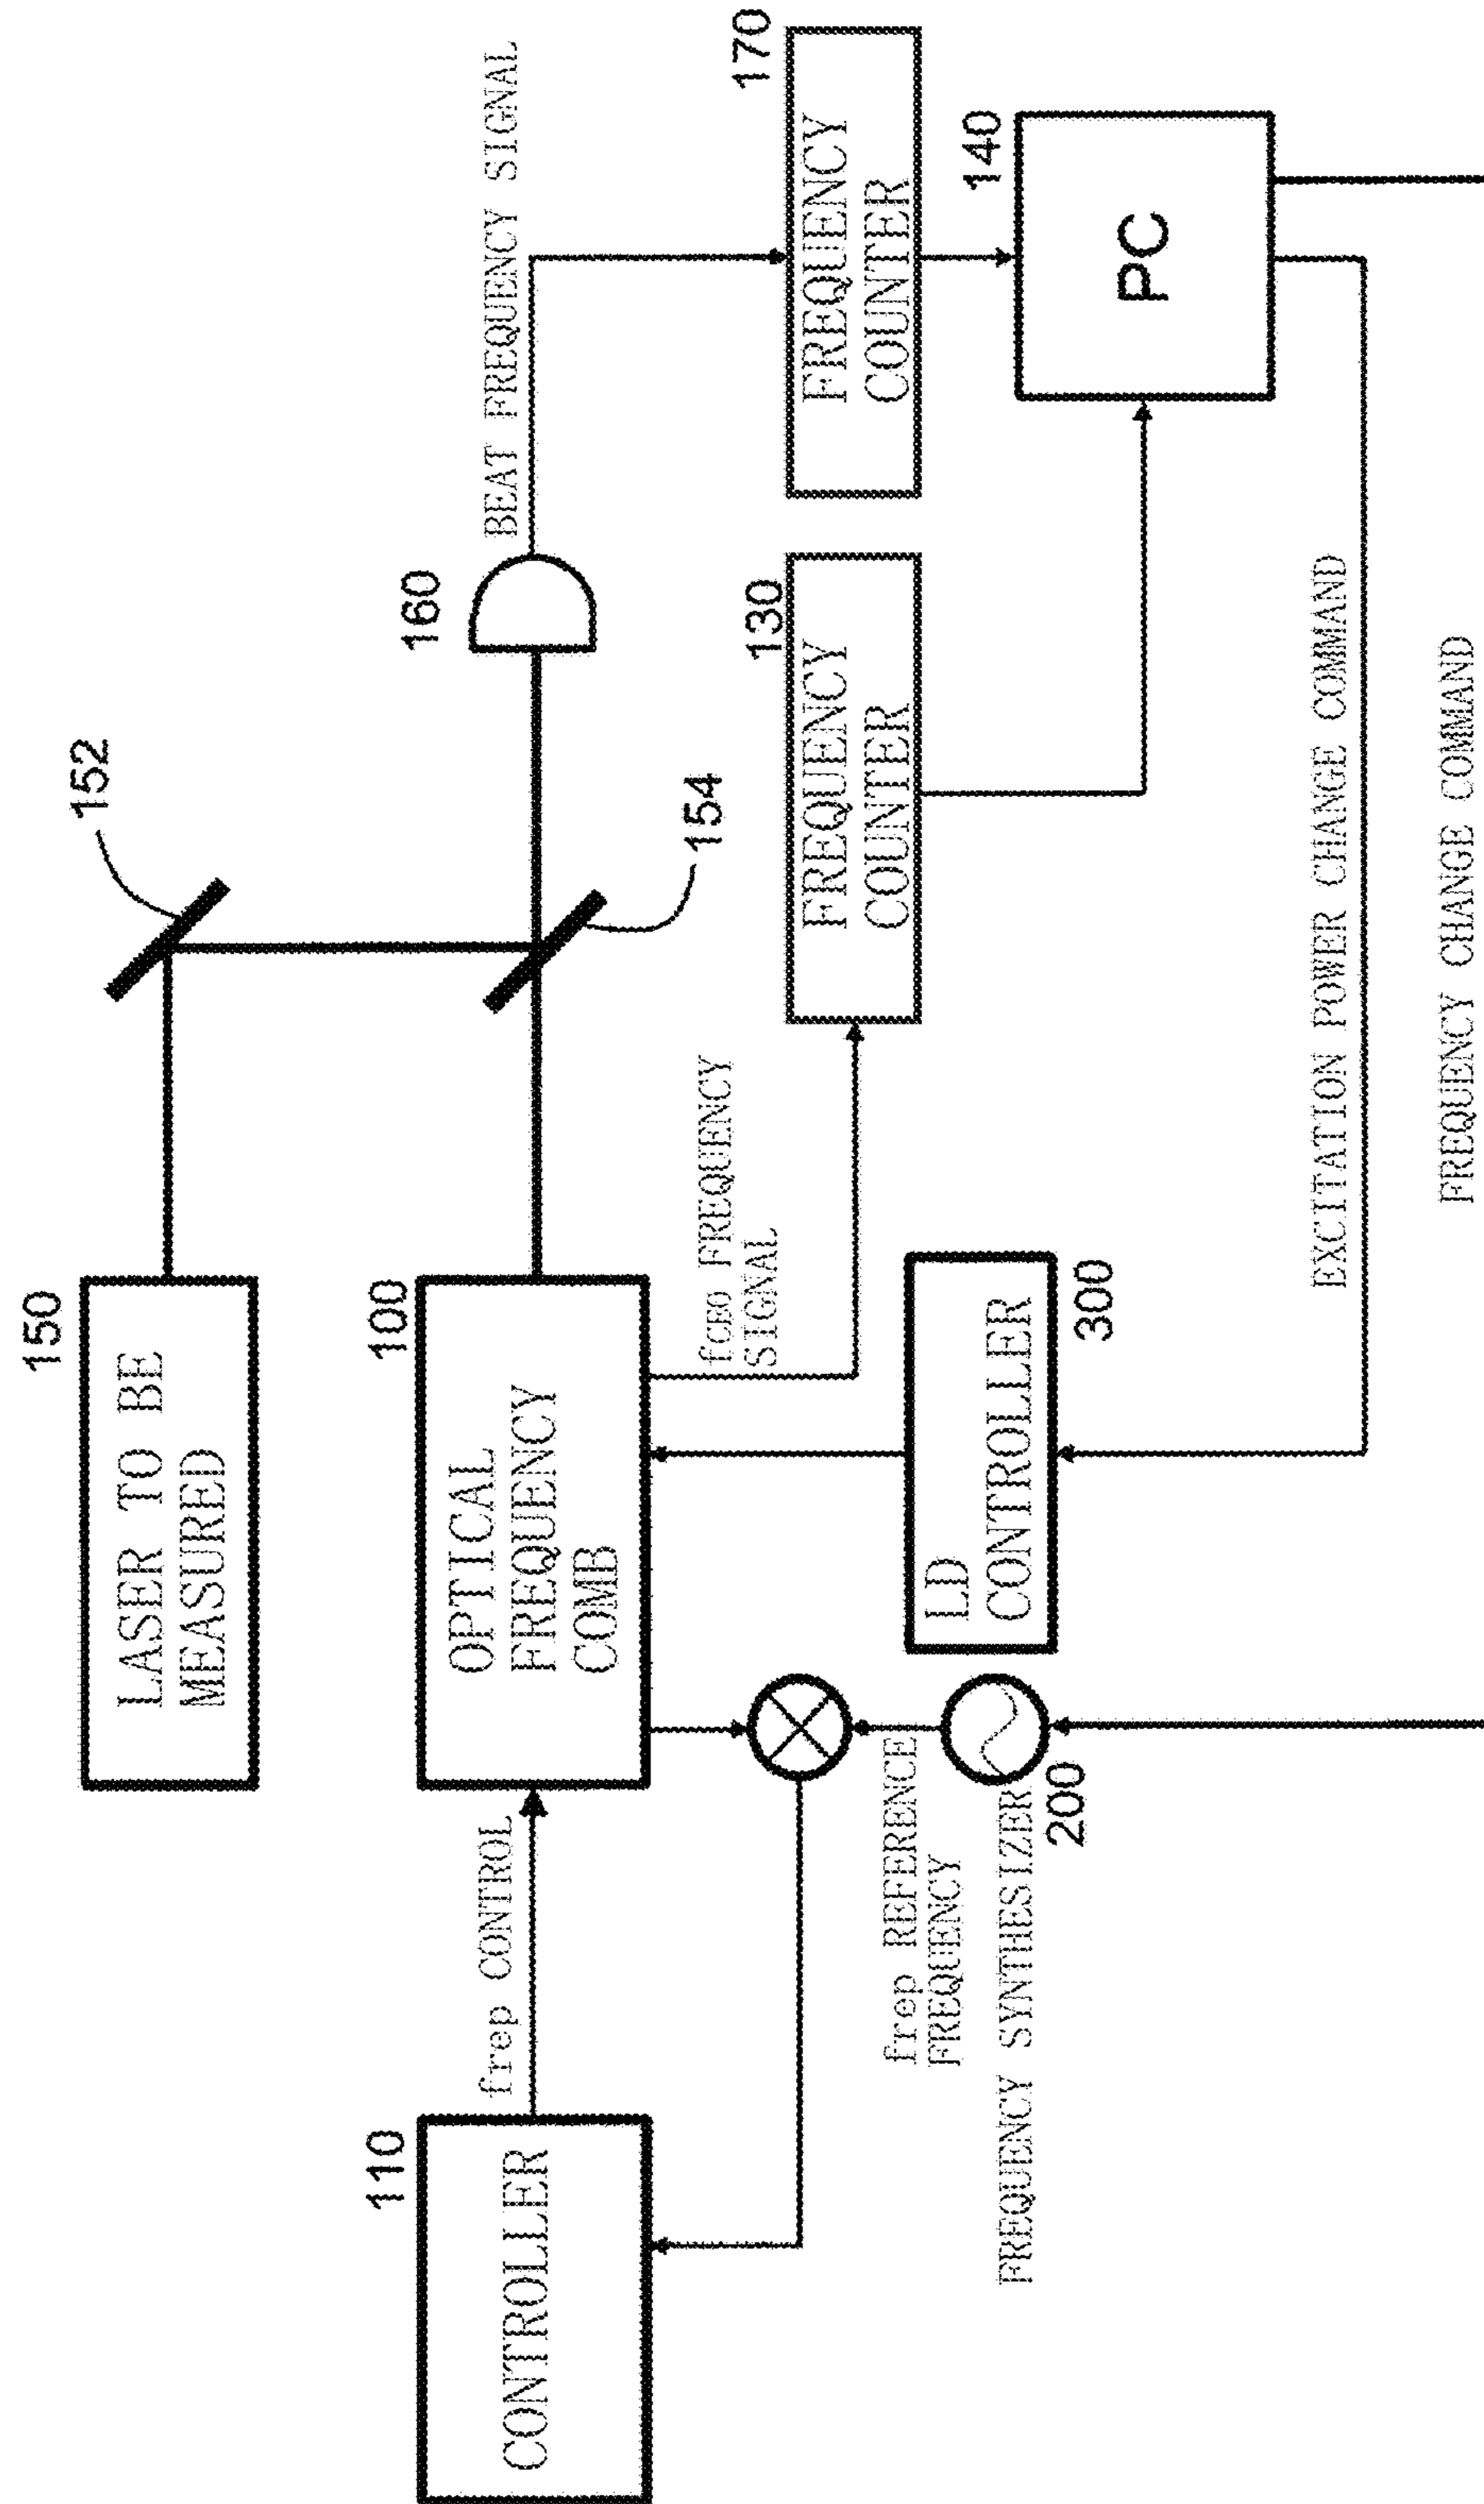 150
LASER TO BE
MEASURED
152
110
CONTROLLER
frep CONTROL
100
OPTICAL
FREQUENCY
COMB
154
160
BEAT FREQUENCY SIGNAL
fCEO FREQUENCY
SIGNAL
130
FREQUENCY
COUNTER
170
FREQUENCY
COUNTER
frep REFERENCE
FREQUENCY
FREQUENCY SYNTHESIZER
200
LD
CONTROLLER
300
140
PC
EXCITATION POWER CHANGE COMMAND
FREQUENCY CHANGE COMMAND